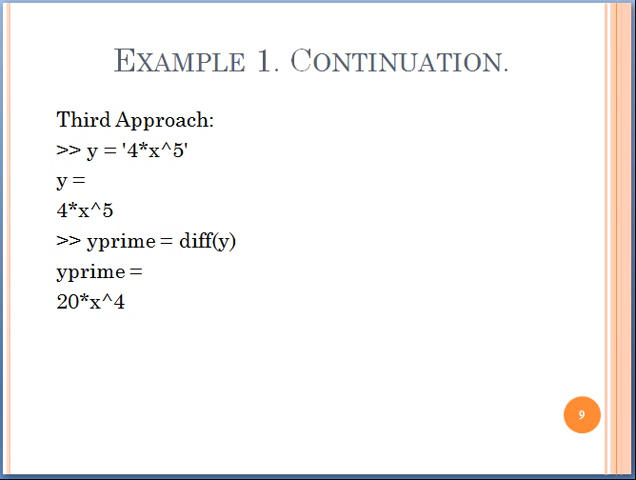 EXAMPLE 1. CONTINUATION.
Third Approach:
>> y = '4*x^5'
y =
4*x^5
>> yprime = diff(y)
yprime =
20*x^4
9